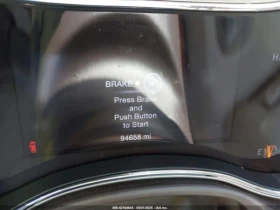 BRAKE+
Press Brake
and
Push Button
to Start
94658 mi
H
E